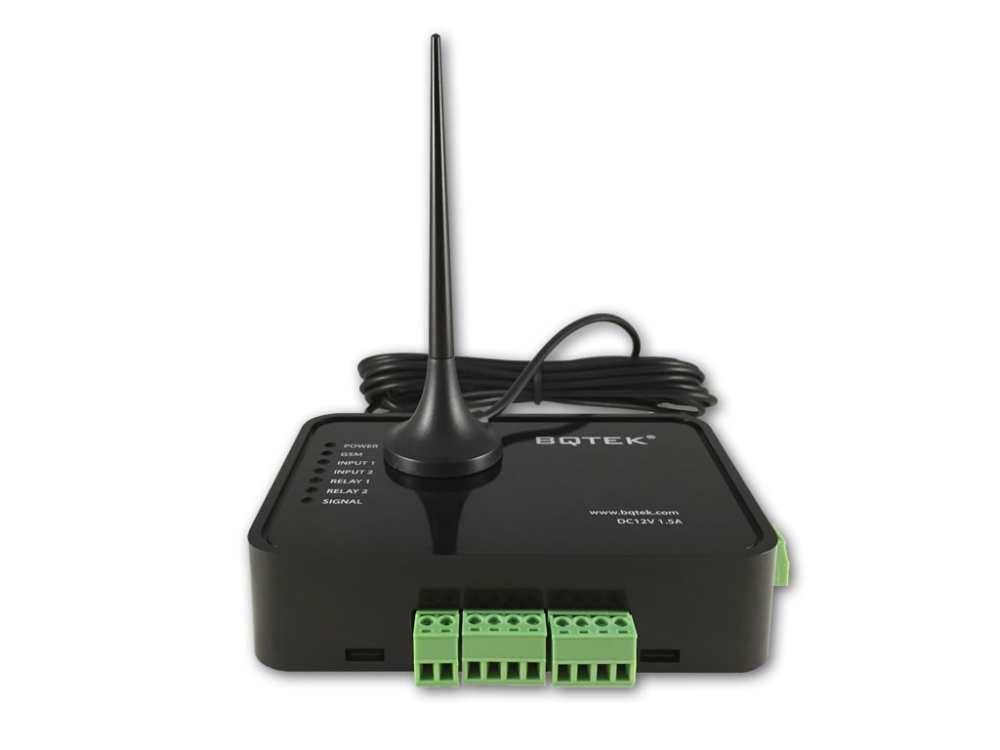 POWER
GSM
INPUT 1
INPUT 2
RELAY 1
RELAY 2
SIGNAL
BQTEK®
www.bqtek.com
DC12V 1.5A